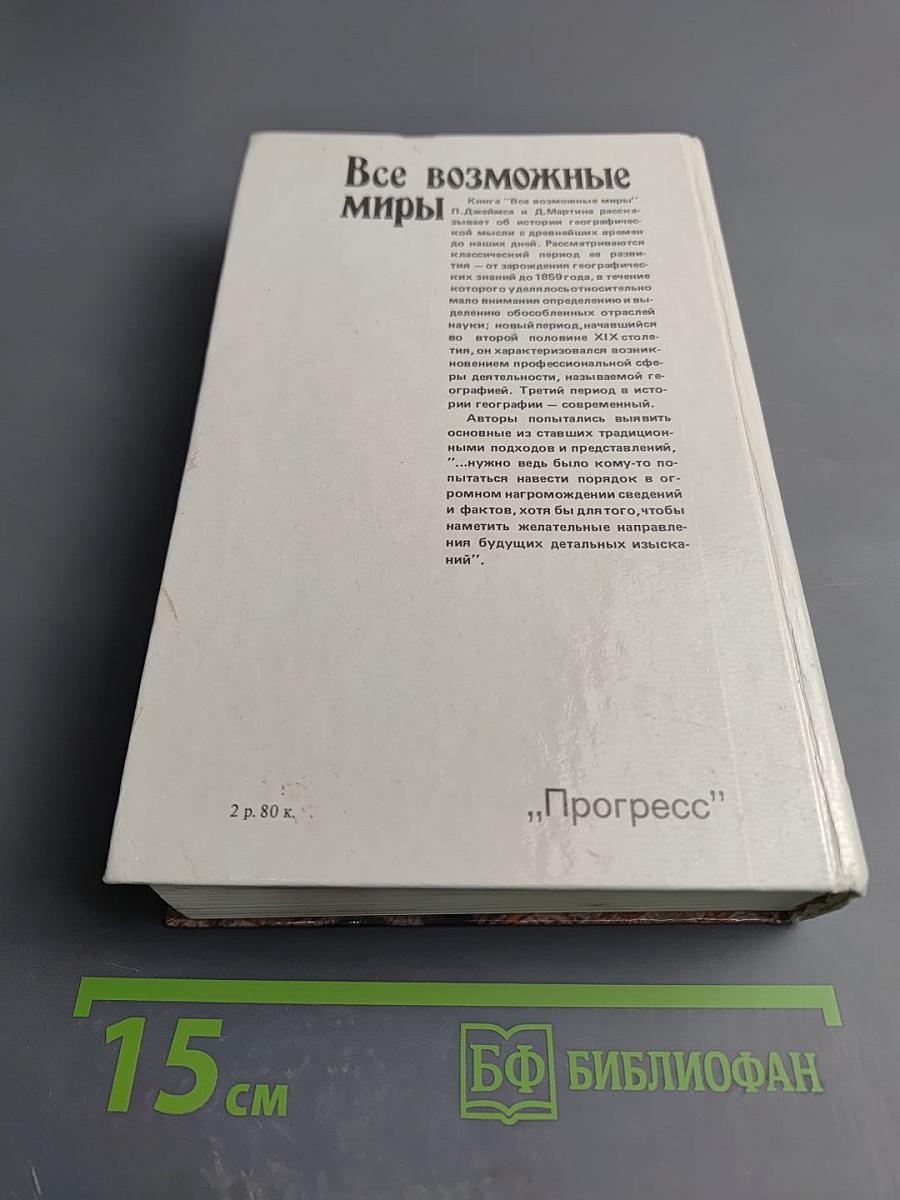 Все возможные
миры
Книга "Все возможные миры"
П.Джеймса и Д.Мартина расска-
зывает об истории географичес-
кой мысли с древнейших времен
до наших дней. Рассматриваются
классический период ее разви-
тия — от зарождения географичес-
ких знаний до 1859 года, в течение
которого уделялось относительно
мало внимания определению и вы-
делению обособленных отраслей
науки; новый период, начавшийся
во второй половине XIX столе-
тия, он характеризовался возник-
новением профессиональной сфе-
ры деятельности, называемой ге-
ографией. Третий период в исто-
рии географии — современный.
Авторы попытались выявить
основные из ставших традицион-
ными подходов и представлений,
"...нужно ведь было кому-то по-
пытаться навести порядок в ог-
ромном нагромождении сведений
и фактов, хотя бы для того, чтобы
наметить желательные направле-
ния будущих детальных изыска-
ний".
2 р. 80 к.
„Прогресс”
15 см
БФ БИБЛИОФАН